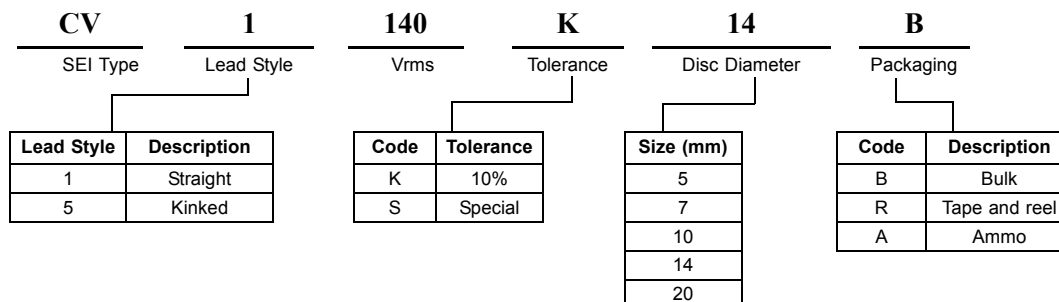 CV 1 140 K 14 B
SEI Type Lead Style Vrms Tolerance Disc Diameter Packaging
Lead Style Description Code Tolerance Size (mm) Code Description
1 Straight K 10% 5 B Bulk
5 Kinked S Special 7 R Tape and reel
10 A Ammo
14
20